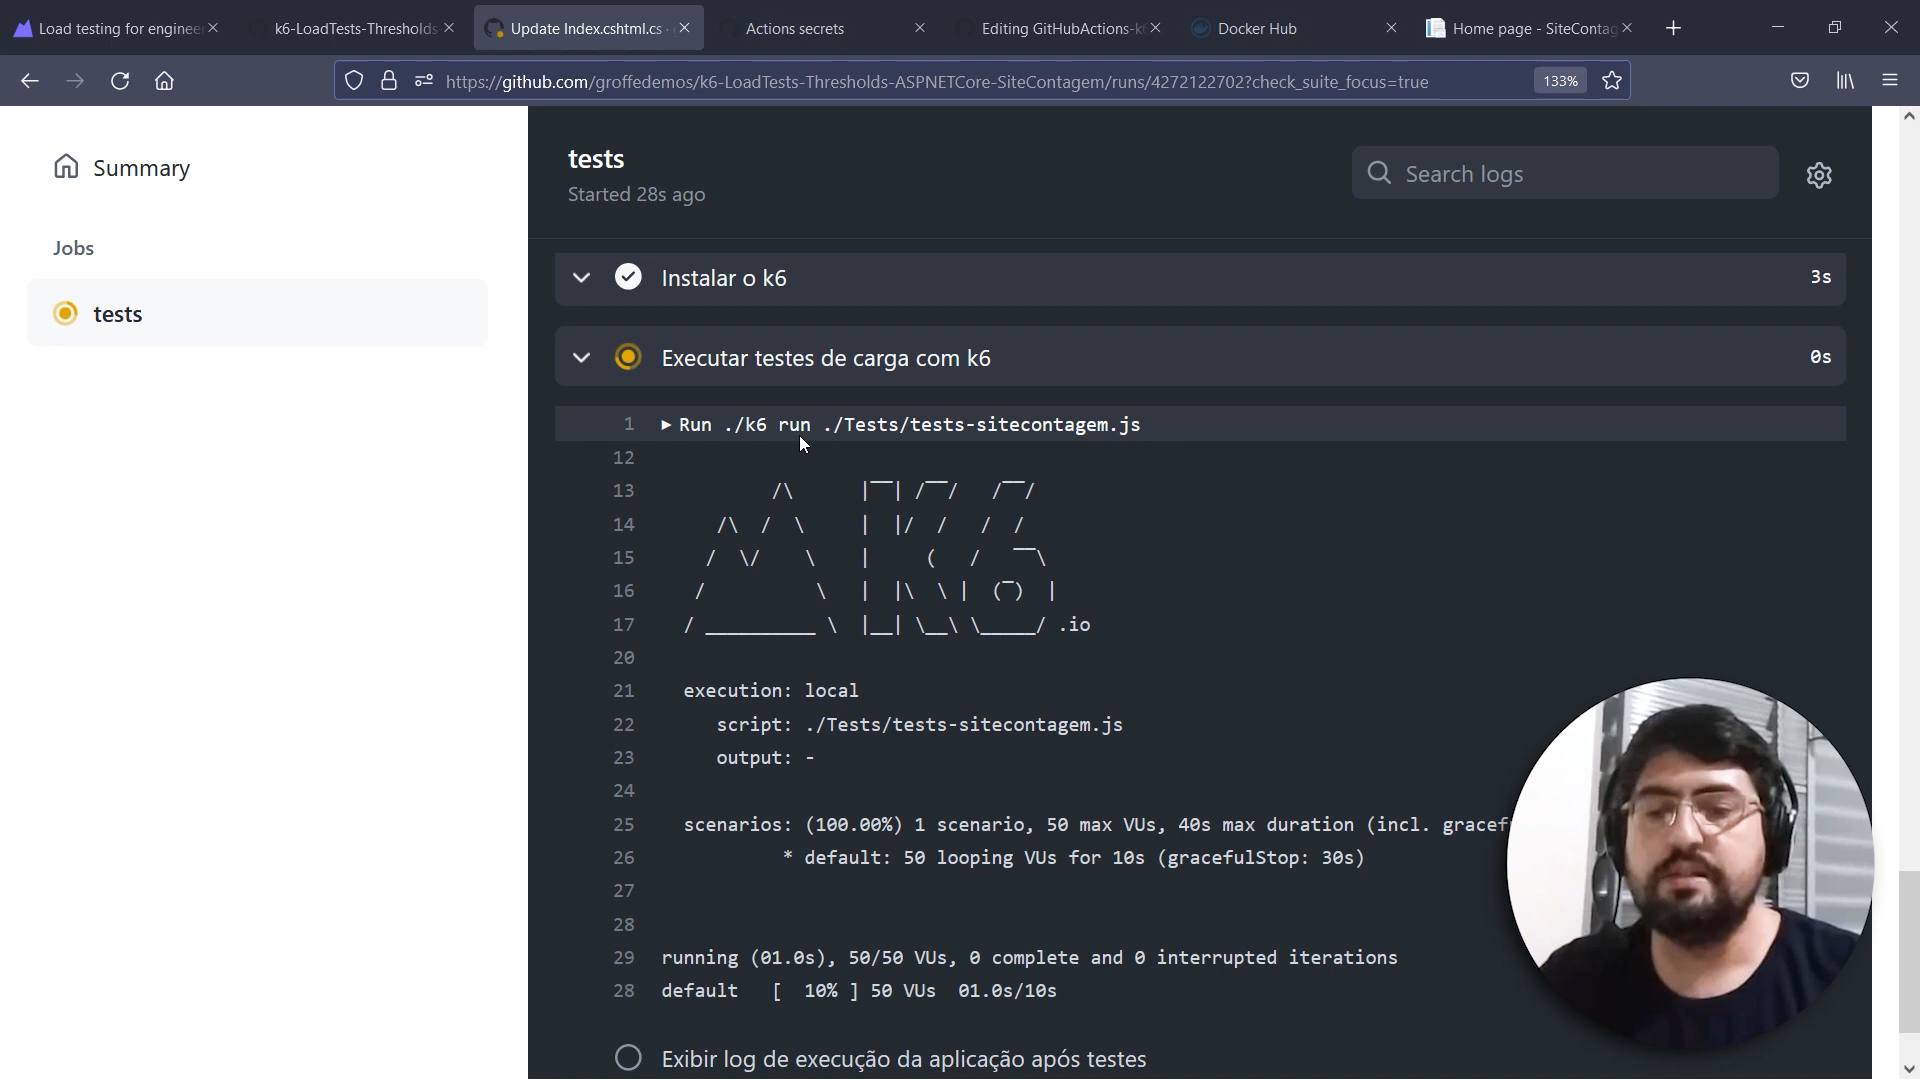 Load testing for enginee
k6-LoadTests-Thresholds
Update Index.cshtml.cs ·
Actions secrets
Editing GitHubActions-k6
Docker Hub
Home page - SiteContag
https://github.com/groffedemos/k6-LoadTests-Thresholds-ASPNETCore-SiteContagem/runs/4272122702?check_suite_focus=true
133%
Summary
Jobs
tests
tests
Started 28s ago
Search logs
Instalar o k6
3s
Executar testes de carga com k6
0s
1 Run ./k6 run ./Tests/tests-sitecontagem.js
12
13 /\ |‾‾| /‾‾/ /‾‾/
14 /\ / \ | |/ / / /
15 / \/ \ | ( / ‾‾\
16 / \ | |\ \ | (‾) |
17 / __________ \ |__| \__\ \_____/ .io
20
21 execution: local
22 script: ./Tests/tests-sitecontagem.js
23 output: -
24
25 scenarios: (100.00%) 1 scenario, 50 max VUs, 40s max duration (incl. gracef
26 * default: 50 looping VUs for 10s (gracefulStop: 30s)
27
28
29 running (01.0s), 50/50 VUs, 0 complete and 0 interrupted iterations
28 default [ 10% ] 50 VUs 01.0s/10s
Exibir log de execução da aplicação após testes